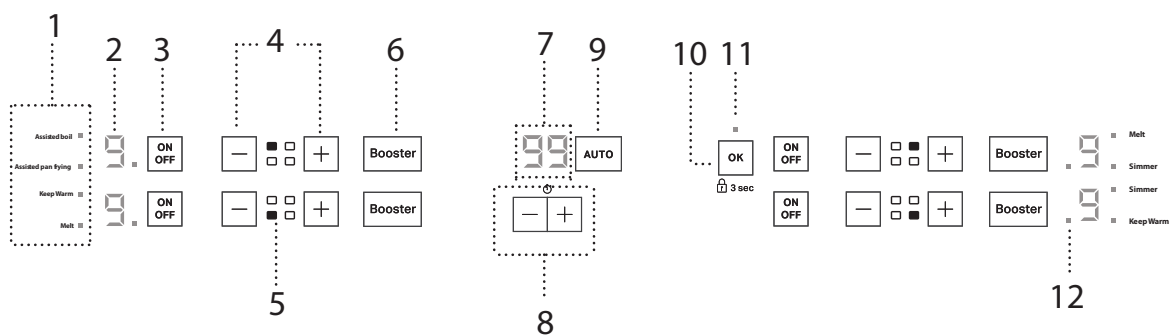 1
2
3
4
5
6
7
8
9
10
11
12
Assisted boil
Assisted pan frying
Keep Warm
Melt
9.
ON
OFF
−
+
Booster
9.
ON
OFF
−
+
Booster
99
AUTO
−
+
OK
3 sec
ON
OFF
−
+
Booster
.9
Melt
Simmer
ON
OFF
−
+
Booster
.9
Simmer
Keep Warm